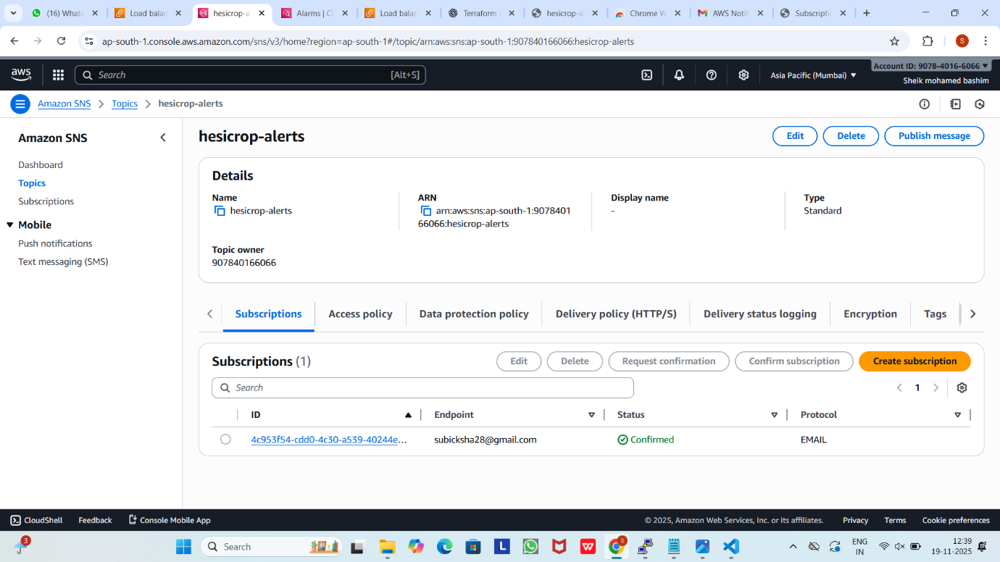 (16) Whats
Load balan
hesicrop-a
Alarms | Cl
Load balan
Terraform
hesicrop-a
Chrome W
AWS Notif
Subscripti
ap-south-1.console.aws.amazon.com/sns/v3/home?region=ap-south-1#/topic/arn:aws:sns:ap-south-1:907840166066:hesicrop-alerts
S
aws
Search
[Alt+S]
Asia Pacific (Mumbai)
Account ID: 9078-4016-6066
Sheik mohamed bashim
Amazon SNS
Topics
hesicrop-alerts
Amazon SNS
Dashboard
Topics
Subscriptions
Mobile
Push notifications
Text messaging (SMS)
hesicrop-alerts
Edit
Delete
Publish message
Details
Name
hesicrop-alerts
ARN
arn:aws:sns:ap-south-1:9078401
66066:hesicrop-alerts
Display name
-
Type
Standard
Topic owner
907840166066
Subscriptions
Access policy
Data protection policy
Delivery policy (HTTP/S)
Delivery status logging
Encryption
Tags
Subscriptions (1)
Edit
Delete
Request confirmation
Confirm subscription
Create subscription
Search
1
ID
Endpoint
Status
Protocol
4c953f54-cdd0-4c30-a539-40244e...
subicksha28@gmail.com
Confirmed
EMAIL
CloudShell
Feedback
Console Mobile App
© 2025, Amazon Web Services, Inc. or its affiliates.
Privacy
Terms
Cookie preferences
3
Search
L
W
S
ENG
IN
12:39
19-11-2025